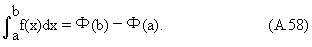 ∫_a^b f(x)dx = Φ(b) − Φ(a). (A.58)